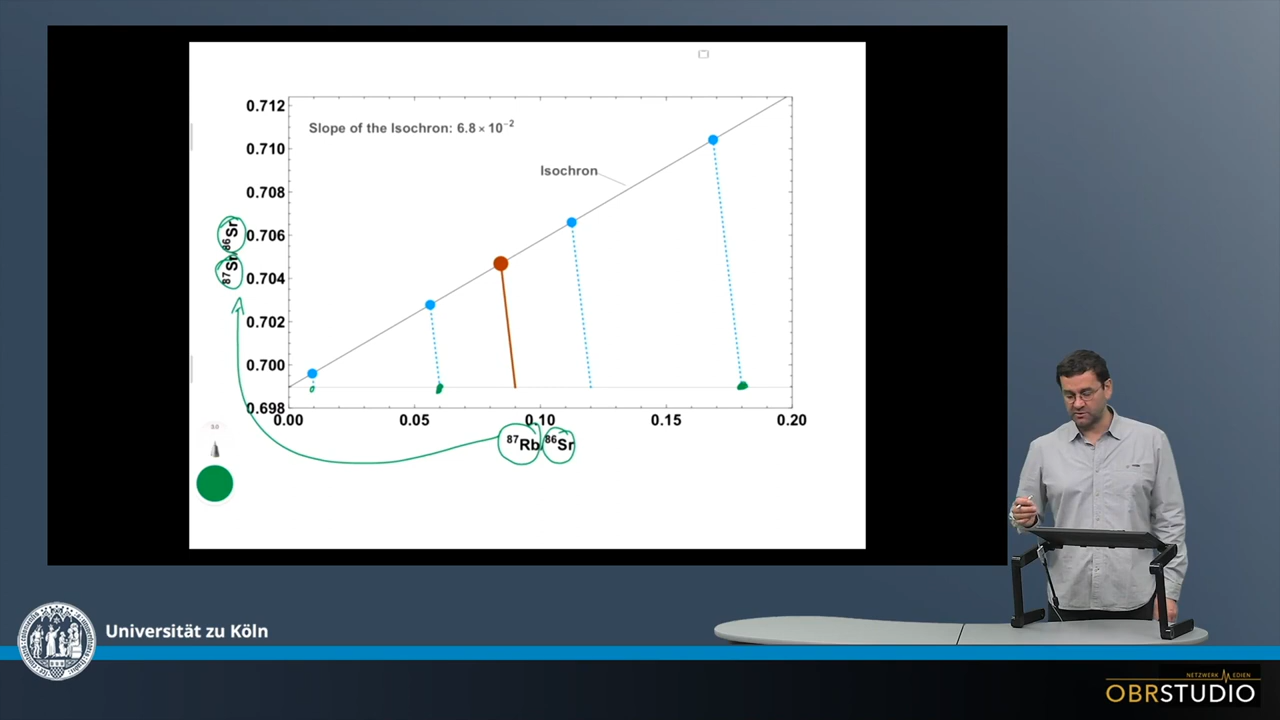 0.712
Slope of the Isochron: 6.8 × 10⁻²
0.710
Isochron
0.708
0.706
⁸⁷Sr/⁸⁶Sr
0.704
0.702
0.700
0.698
0.00 0.05 0.10 0.15 0.20
⁸⁷Rb/⁸⁶Sr
Universität zu Köln
NETZWERK MEDIEN
OBRSTUDIO